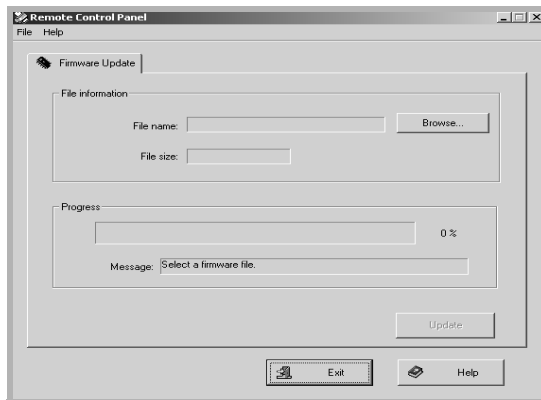 Remote Control Panel
File Help
Firmware Update
File information
File name:
Browse...
File size:
Progress
0 %
Message: Select a firmware file.
Update
Exit Help